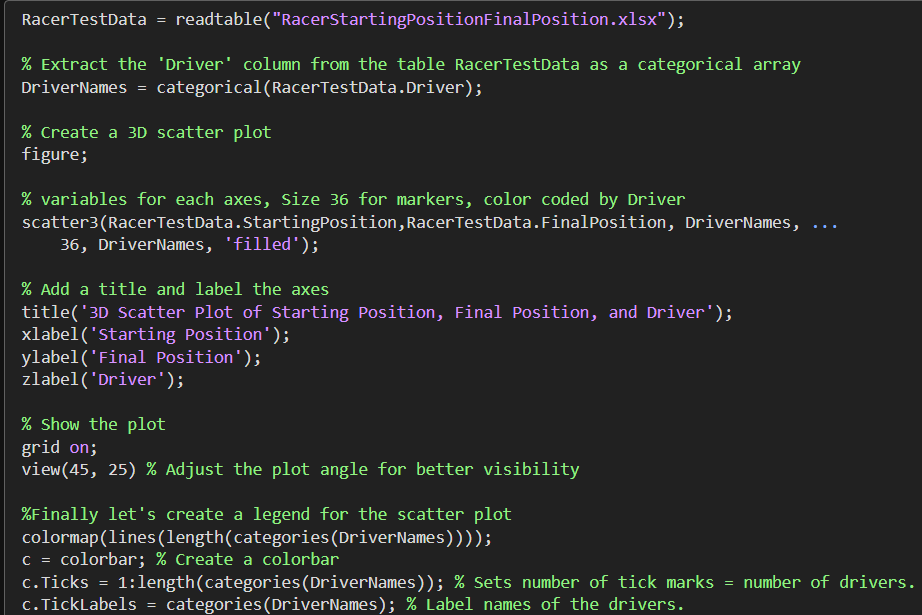 RacerTestData = readtable("RacerStartingPositionFinalPosition.xlsx");
% Extract the 'Driver' column from the table RacerTestData as a categorical array
DriverNames = categorical(RacerTestData.Driver);
% Create a 3D scatter plot
figure;
% variables for each axes, Size 36 for markers, color coded by Driver
scatter3(RacerTestData.StartingPosition,RacerTestData.FinalPosition, DriverNames, ...
36, DriverNames, 'filled');
% Add a title and label the axes
title('3D Scatter Plot of Starting Position, Final Position, and Driver');
xlabel('Starting Position');
ylabel('Final Position');
zlabel('Driver');
% Show the plot
grid on;
view(45, 25) % Adjust the plot angle for better visibility
%Finally let's create a legend for the scatter plot
colormap(lines(length(categories(DriverNames))));
c = colorbar; % Create a colorbar
c.Ticks = 1:length(categories(DriverNames)); % Sets number of tick marks = number of drivers.
c.TickLabels = categories(DriverNames); % Label names of the drivers.